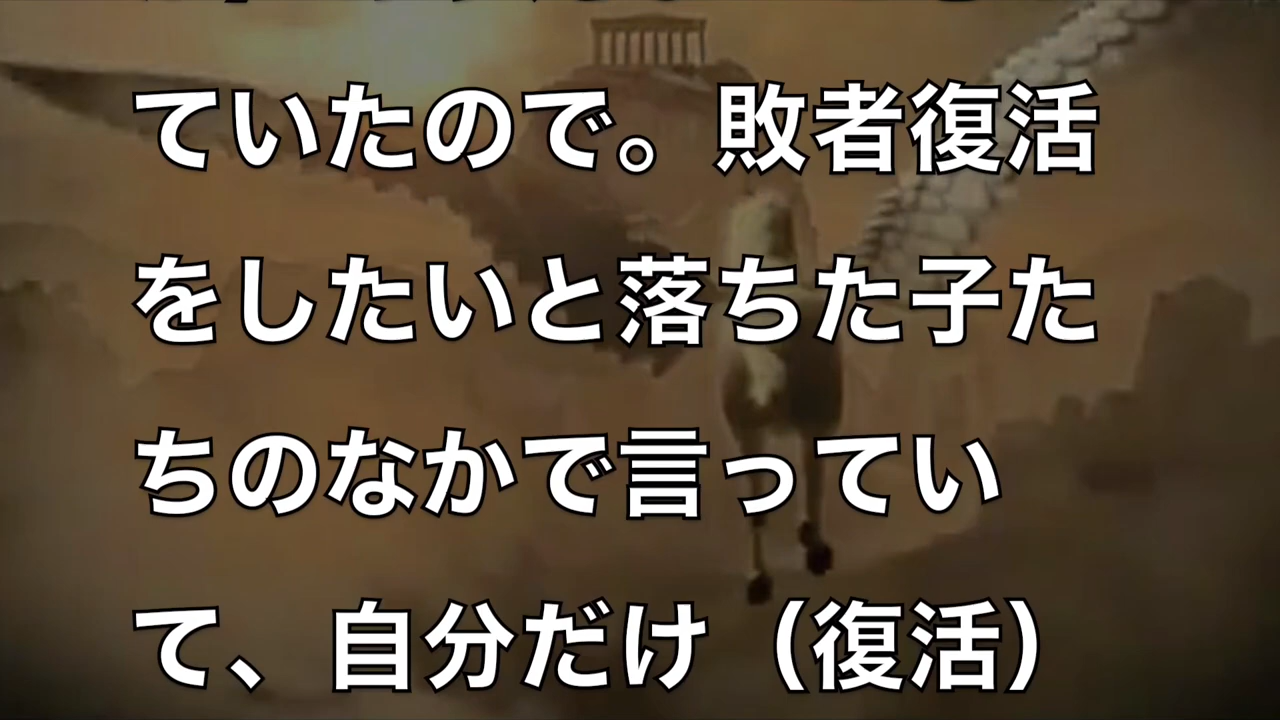 ていたので。敗者復活
をしたいと落ちた子た
ちのなかで言ってい
て、自分だけ（復活）